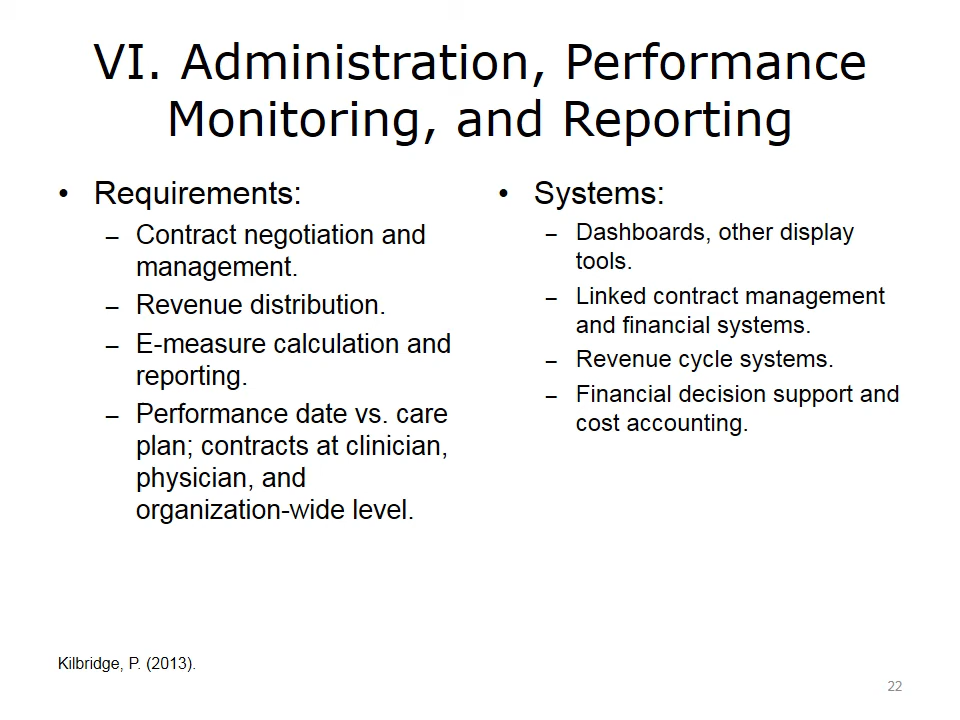 VI. Administration, Performance
Monitoring, and Reporting
• Requirements:
– Contract negotiation and
management.
– Revenue distribution.
– E-measure calculation and
reporting.
– Performance date vs. care
plan; contracts at clinician,
physician, and
organization-wide level.
• Systems:
– Dashboards, other display
tools.
– Linked contract management
and financial systems.
– Revenue cycle systems.
– Financial decision support and
cost accounting.
Kilbridge, P. (2013).
22